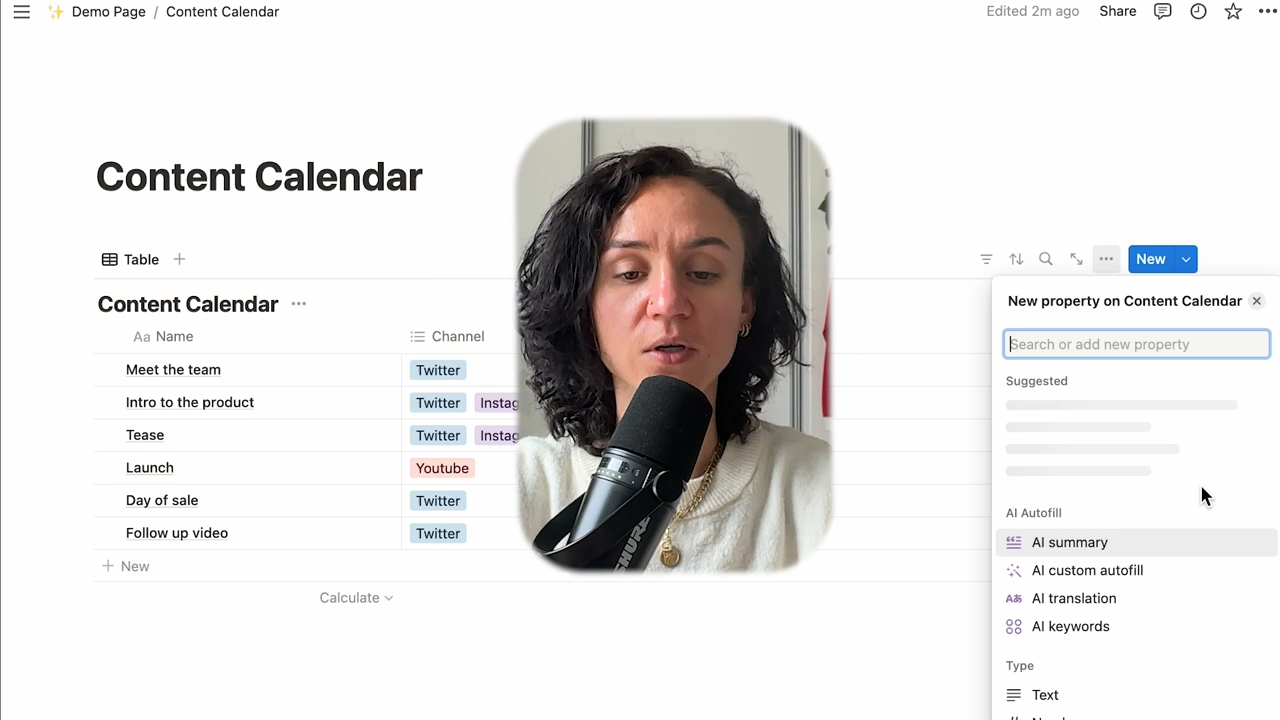 ✨ Demo Page / Content Calendar
Edited 2m ago Share
Content Calendar
Table
New
Content Calendar
Aa Name Channel
Meet the team Twitter
Intro to the product Twitter Instag
Tease Twitter Instag
Launch Youtube
Day of sale Twitter
Follow up video Twitter
+ New
Calculate
SHURE
New property on Content Calendar
Search or add new property
Suggested
AI Autofill
AI summary
AI custom autofill
AI translation
AI keywords
Type
Text